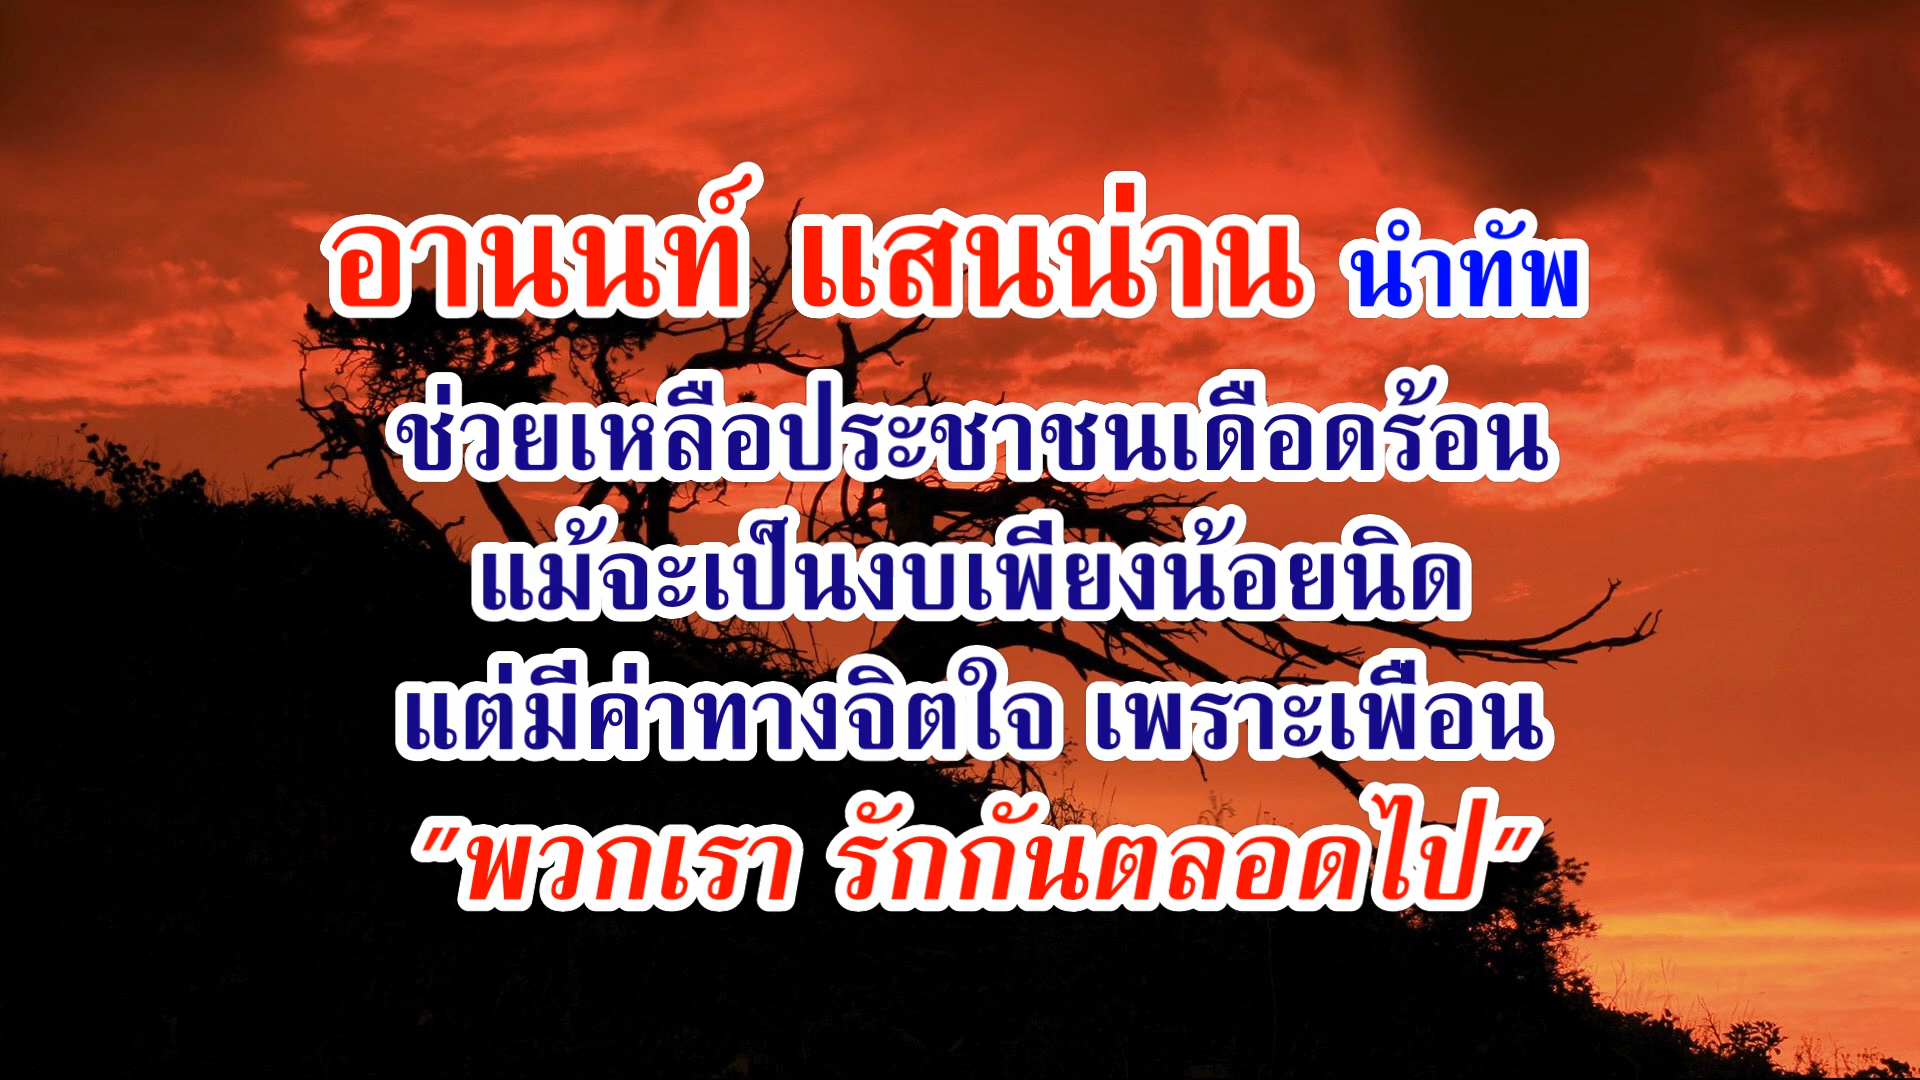 อานนท์ แสนน่าน นำทัพ
ช่วยเหลือประชาชนเดือดร้อน
แม้จะเป็นงบเพียงน้อยนิด
แต่มีค่าทางจิตใจ เพราะเพือน
"พวกเรา รักกันตลอดไป"